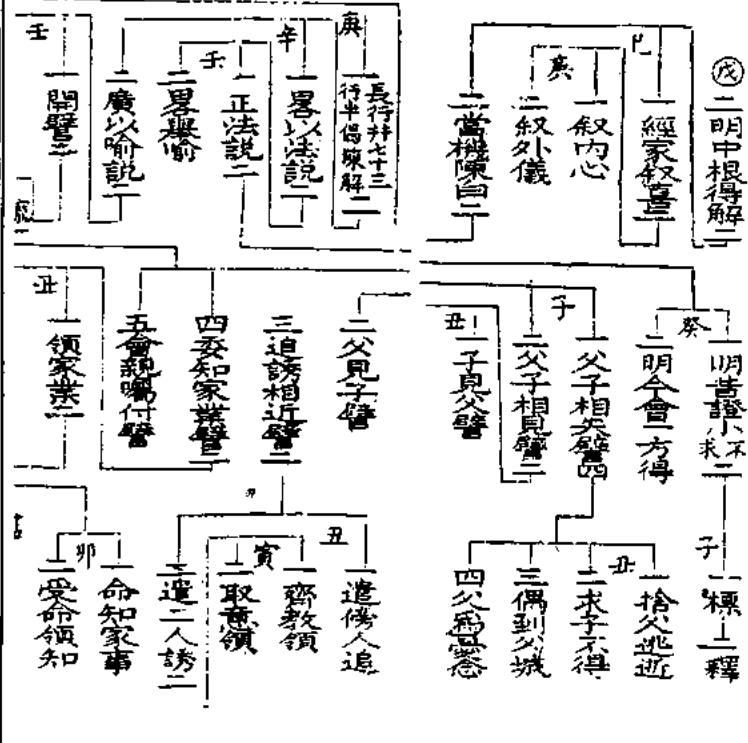 戊
二明中根得解二
巳
一經家叙喜二
庚
一叙內心
二叙外儀
二當機陳白二
庚
一長行并七十三
行半偈陳解二
辛
一畧以法說二
壬
一正法說二
二畧舉喻
二廣以喻說二
壬
一開譬二
癸
一明昔證小不
求二
二明今會一方得
子
一父子相失譬四
二父子相見譬二
丑
一子見父譬
二父見子譬
三追誘相近譬二
四委知家業譬二
五會親囑付譬
丑
一領家業二
子
一標
二釋
丑
一捨父逃逝
二求子不得
三偶到父城
四父爲思念
丑
一遣傍人追
寅
一齊教領
二取意領
二遣二人誘二
卯
一命知家事
二受命領知